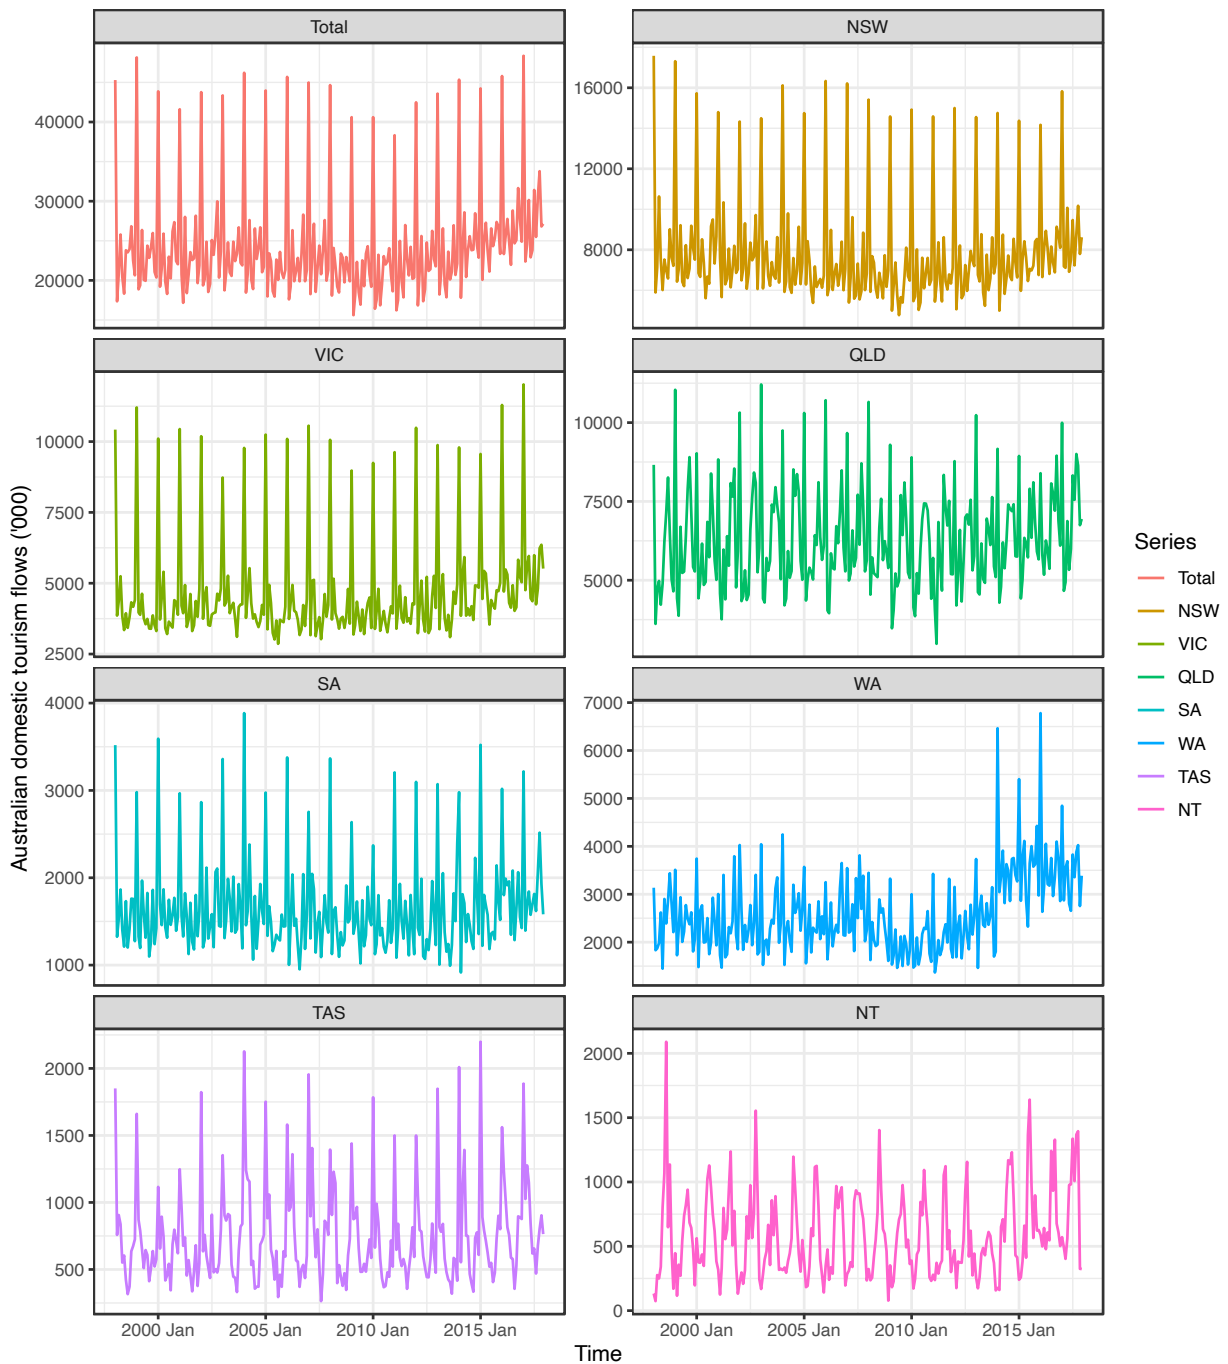 Total
NSW
40000
30000
20000
16000
12000
8000
VIC
QLD
10000
7500
5000
2500
10000
7500
5000
SA
WA
4000
3000
2000
1000
7000
6000
5000
4000
3000
2000
TAS
NT
2000
1500
1000
500
2000
1500
1000
500
0
2000 Jan
2005 Jan
2010 Jan
2015 Jan
2000 Jan
2005 Jan
2010 Jan
2015 Jan
Time
Australian domestic tourism flows ('000)
Series
Total
NSW
VIC
QLD
SA
WA
TAS
NT